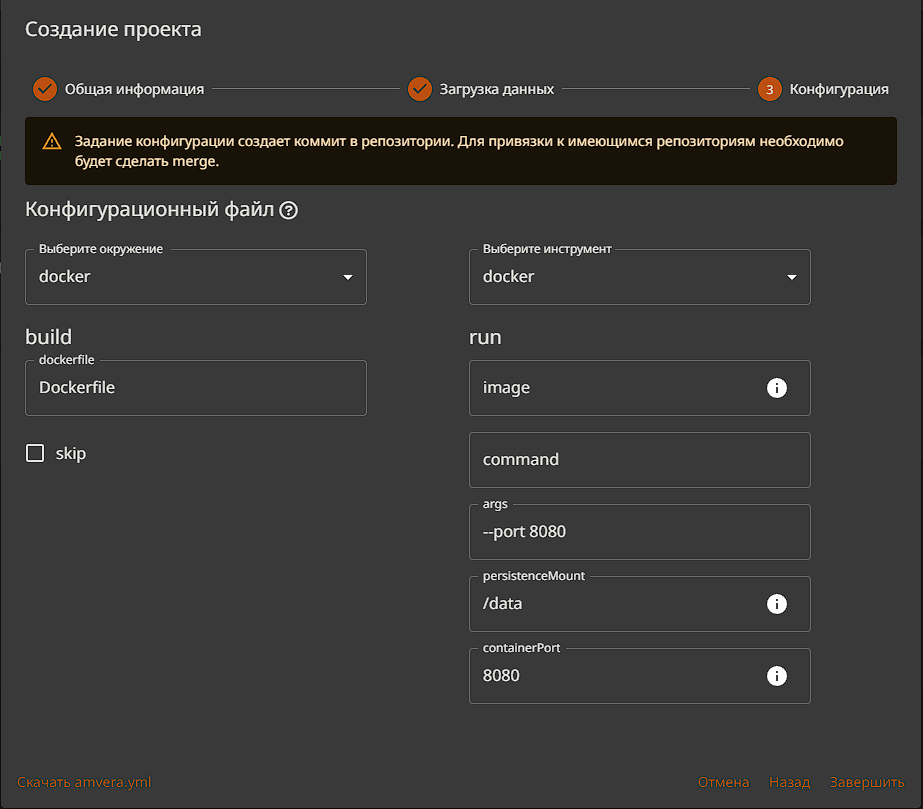 Создание проекта
Общая информация
Загрузка данных
3 Конфигурация
Задание конфигурации создает коммит в репозитории. Для привязки к имеющимся репозиториям необходимо
будет сделать merge.
Конфигурационный файл ?
Выберите окружение
docker
Выберите инструмент
docker
build
dockerfile
Dockerfile
skip
run
image
command
args
--port 8080
persistenceMount
/data
containerPort
8080
Скачать amvera.yml
Отмена Назад Завершить